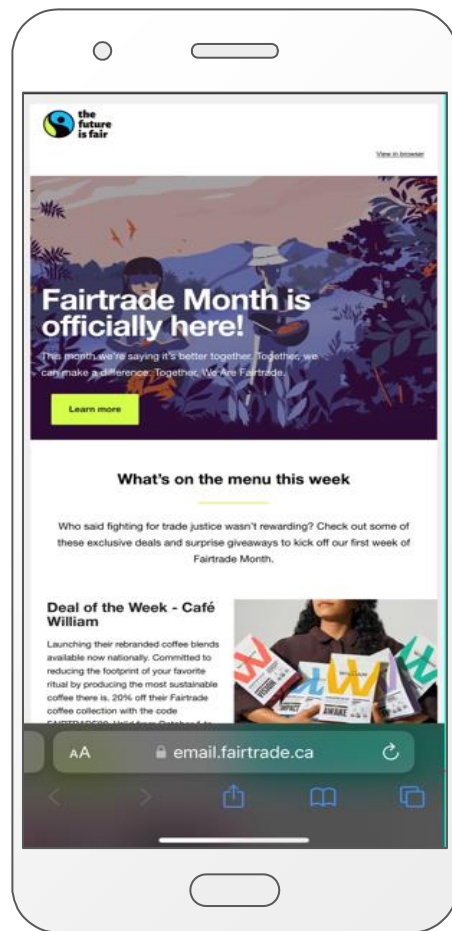 the
future
is fair
View in browser
Fairtrade Month is
officially here!
This month we're saying it's better together. Together, we
can make a difference. Together, We Are Fairtrade.
Learn more
What's on the menu this week
Who said fighting for trade justice wasn't rewarding? Check out some of
these exclusive deals and surprise giveaways to kick off our first week of
Fairtrade Month.
Deal of the Week - Café
William
Launching their rebranded coffee blends
available now nationally. Committed to
reducing the footprint of your favorite
ritual by producing the most sustainable
coffee there is, 20% off their Fairtrade
coffee collection with the code
WILLIAM
IMPACT
AWAKE
AA
email.fairtrade.ca